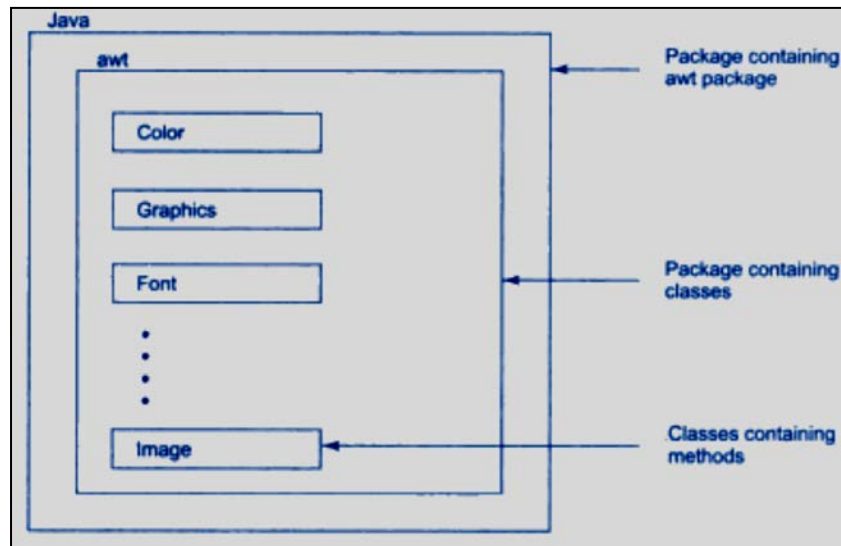 Java
awt
Package containing
awt package
Color
Graphics
Font
Package containing
classes
Image
Classes containing
methods